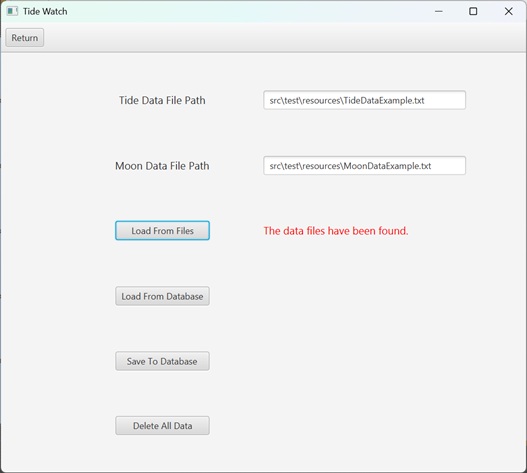 Tide Watch
Return
Tide Data File Path
src\test\resources\TideDataExample.txt
Moon Data File Path
src\test\resources\MoonDataExample.txt
Load From Files
The data files have been found.
Load From Database
Save To Database
Delete All Data